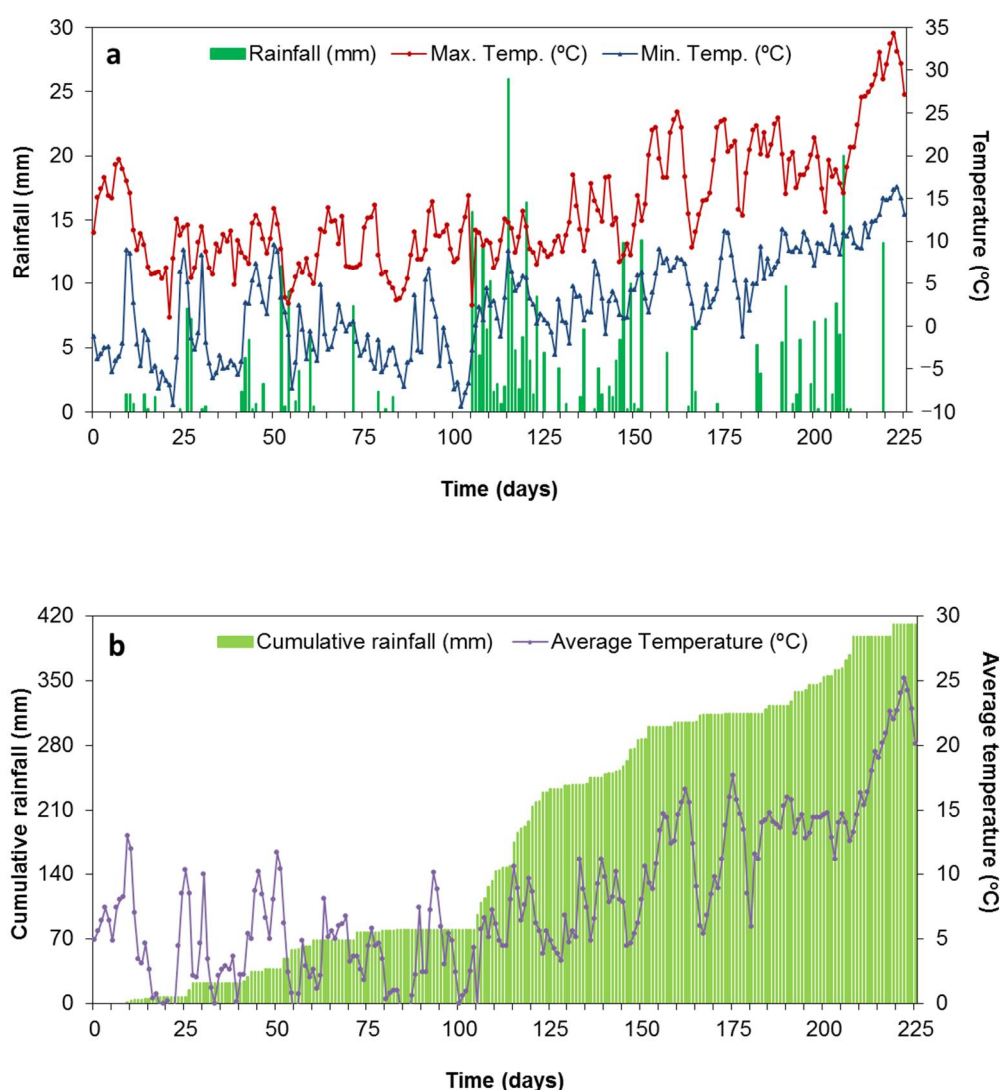 a
Rainfall (mm) Max. Temp. (ºC) Min. Temp. (ºC)
30
25
20
15
10
5
0
Rainfall (mm)
35
30
25
20
15
10
5
0
−5
−10
Temperature (ºC)
0 25 50 75 100 125 150 175 200 225
Time (days)
b
Cumulative rainfall (mm) Average Temperature (ºC)
420
350
280
210
140
70
0
Cumulative rainfall (mm)
30
25
20
15
10
5
0
Average temperature (ºC)
0 25 50 75 100 125 150 175 200 225
Time (days)